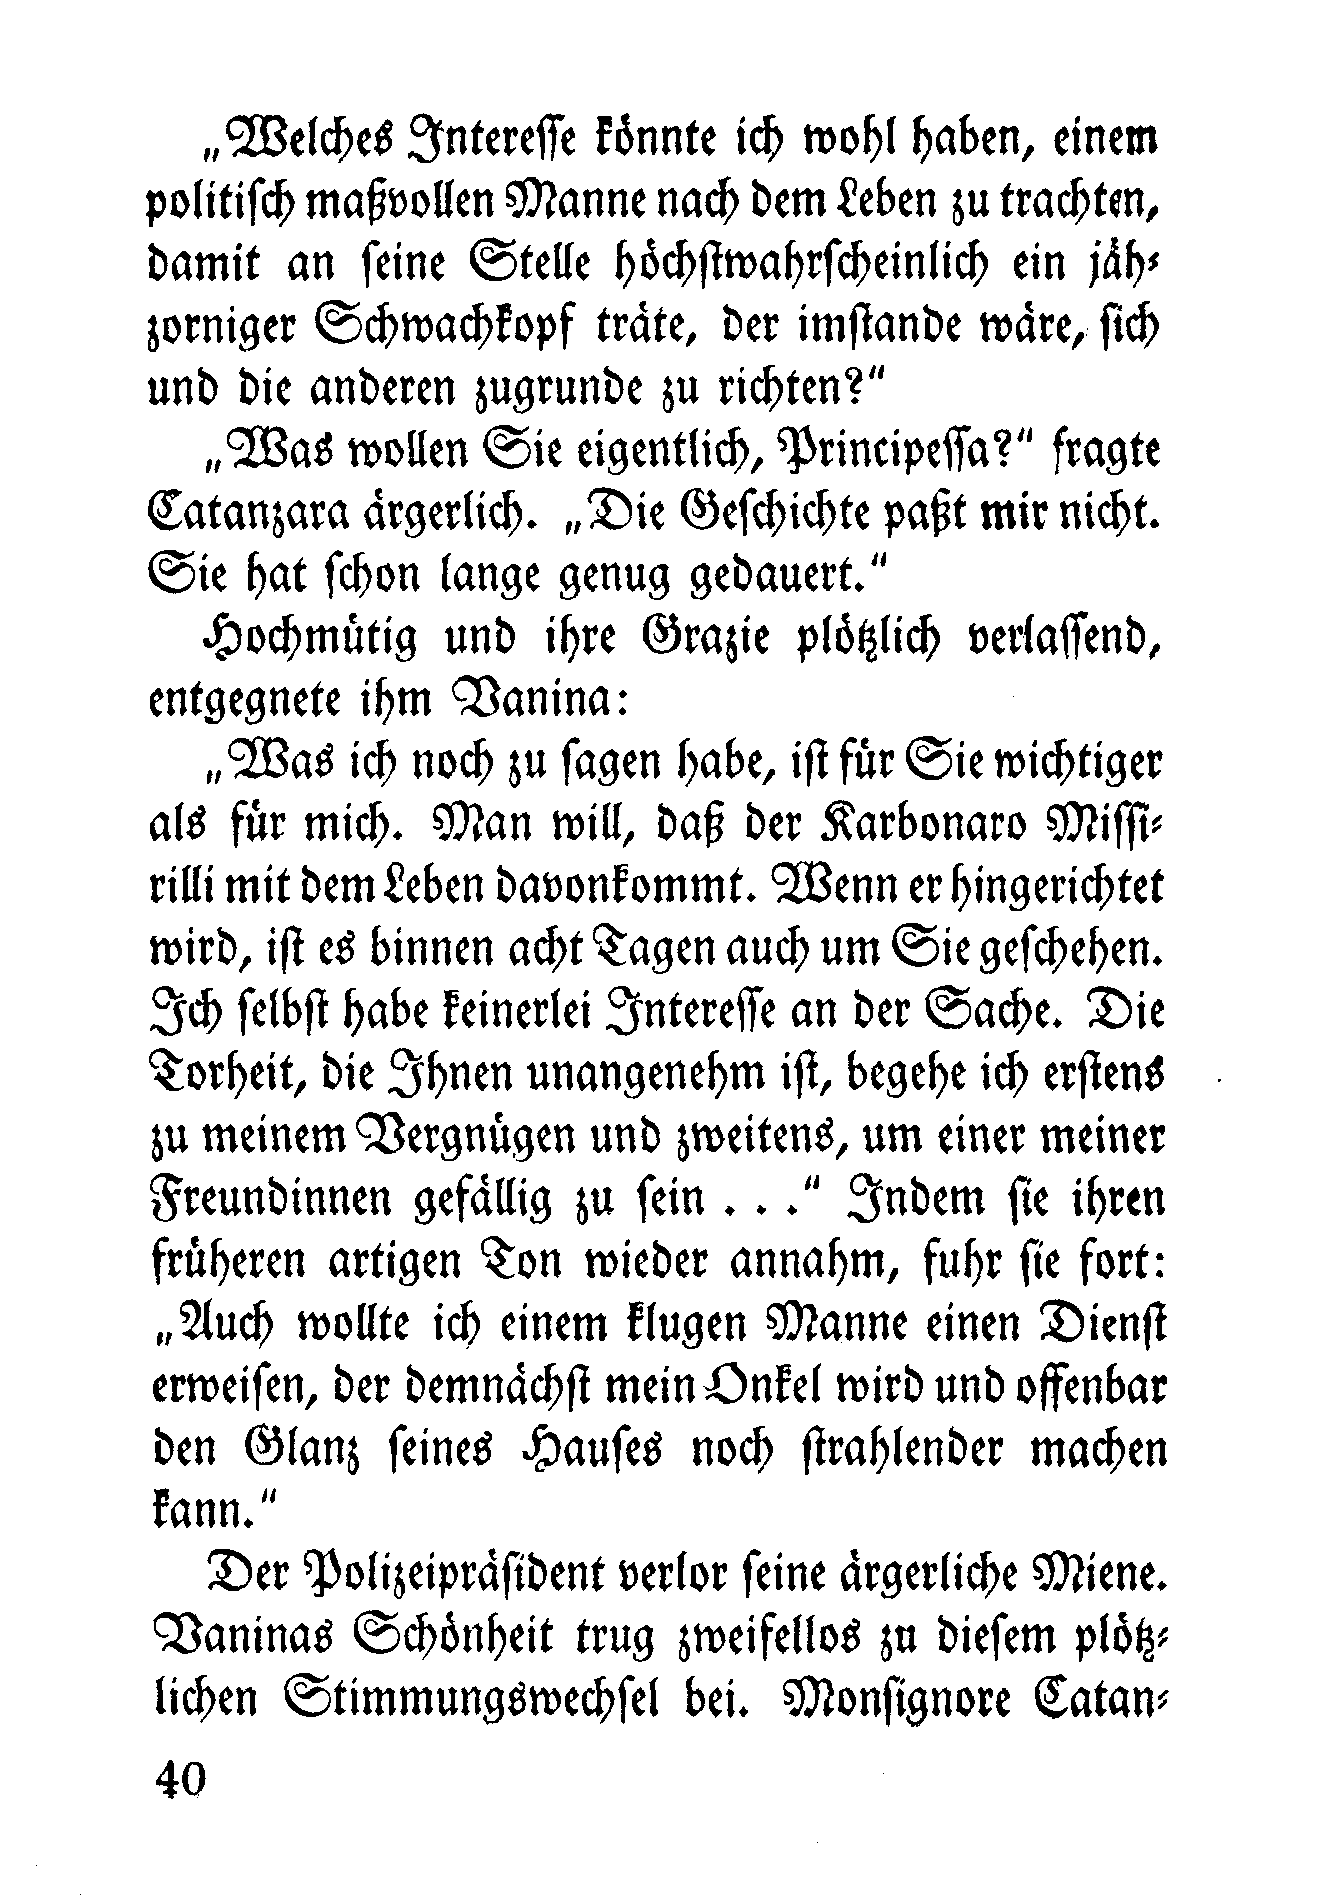 „Welches Interesse könnte ich wohl haben, einem
politisch maßvollen Manne nach dem Leben zu trachten,
damit an seine Stelle höchstwahrscheinlich ein jäh-
zorniger Schwachkopf träte, der imstande wäre, sich
und die anderen zugrunde zu richten?“
„Was wollen Sie eigentlich, Principessa?“ fragte
Catanzara ärgerlich. „Die Geschichte paßt mir nicht.
Sie hat schon lange genug gedauert.“
Hochmütig und ihre Grazie plötzlich verlassend,
entgegnete ihm Vanina:
„Was ich noch zu sagen habe, ist für Sie wichtiger
als für mich. Man will, daß der Karbonaro Missi-
rilli mit dem Leben davonkommt. Wenn er hingerichtet
wird, ist es binnen acht Tagen auch um Sie geschehen.
Ich selbst habe keinerlei Interesse an der Sache. Die
Torheit, die Ihnen unangenehm ist, begehe ich erstens
zu meinem Vergnügen und zweitens, um einer meiner
Freundinnen gefällig zu sein . . .“ Indem sie ihren
früheren artigen Ton wieder annahm, fuhr sie fort:
„Auch wollte ich einem klugen Manne einen Dienst
erweisen, der demnächst mein Onkel wird und offenbar
den Glanz seines Hauses noch strahlender machen
kann.“
Der Polizeipräsident verlor seine ärgerliche Miene.
Vaninas Schönheit trug zweifellos zu diesem plötz-
lichen Stimmungswechsel bei. Monsignore Catan-
40